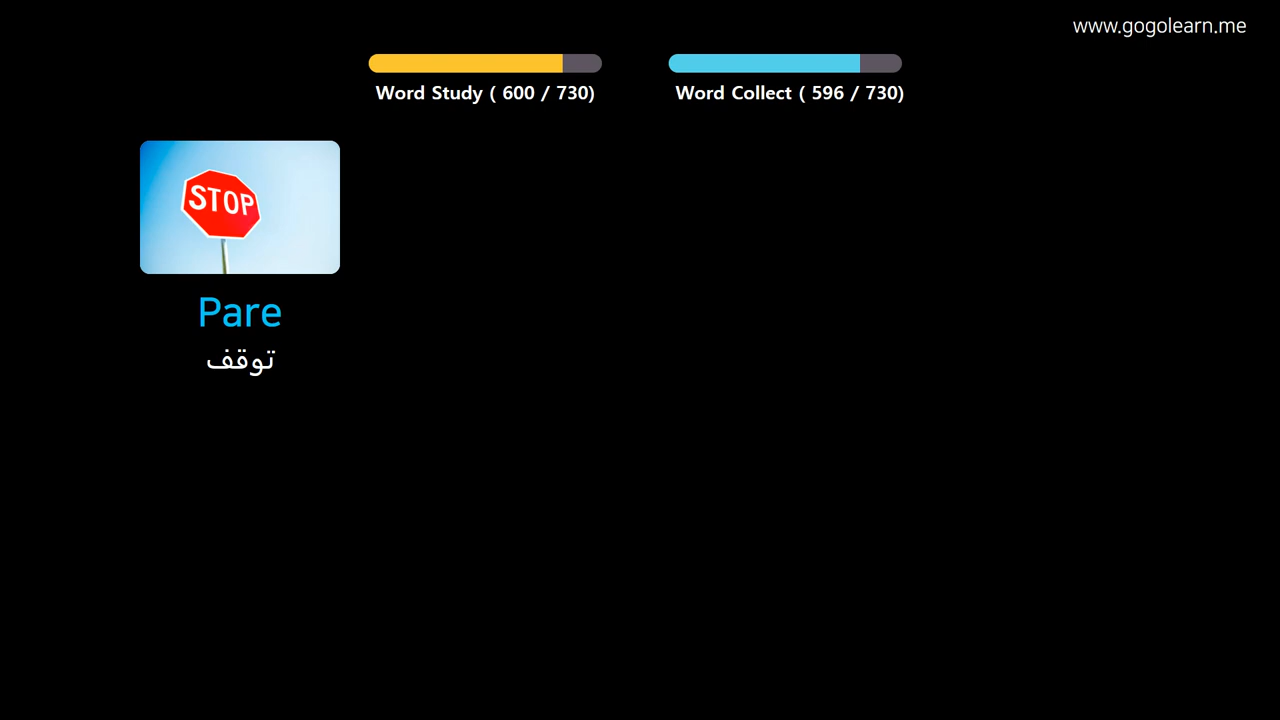 www.gogolearn.me
Word Study ( 600 / 730)
Word Collect ( 596 / 730)
STOP
Pare
توقف